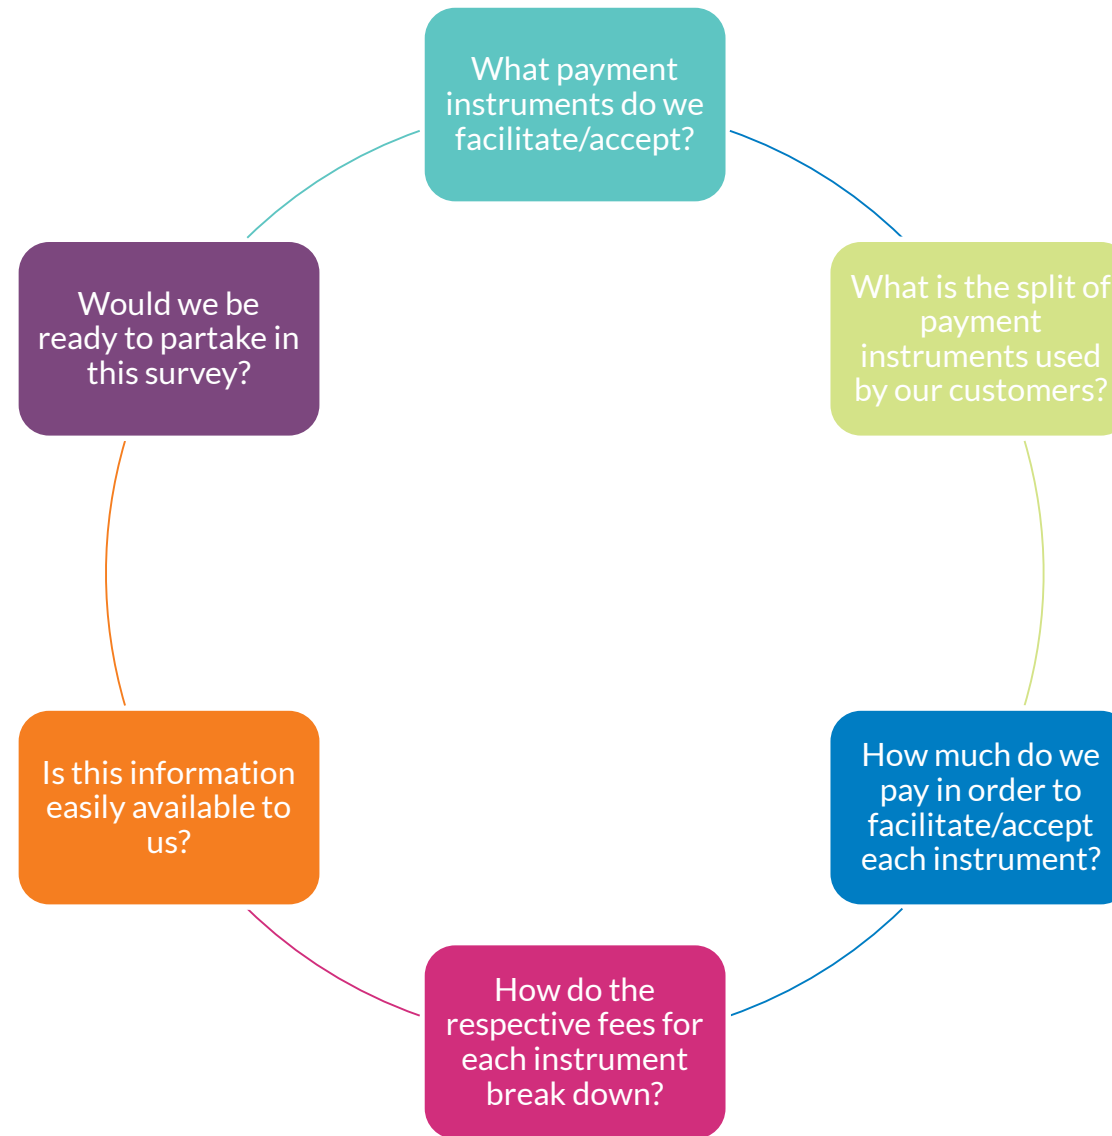 What payment
instruments do we
facilitate/accept?
What is the split of
payment
instruments used
by our customers?
How much do we
pay in order to
facilitate/accept
each instrument?
How do the
respective fees for
each instrument
break down?
Is this information
easily available to
us?
Would we be
ready to partake in
this survey?